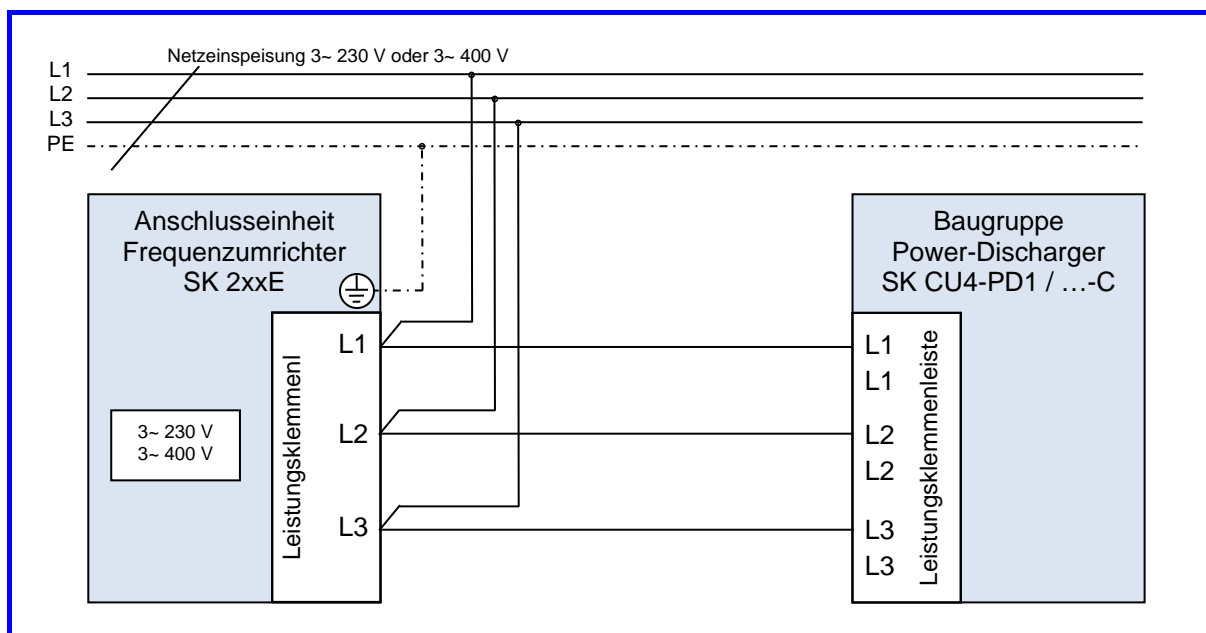 Netzeinspeisung 3~ 230 V oder 3~ 400 V
L1
L2
L3
PE
Anschlusseinheit
Frequenzumrichter
SK 2xxE
Leistungsklemmenl
L1
L2
L3
3~ 230 V
3~ 400 V
Baugruppe
Power-Discharger
SK CU4-PD1 / …-C
L1
L1
L2
L2
L3
L3
Leistungsklemmenleiste